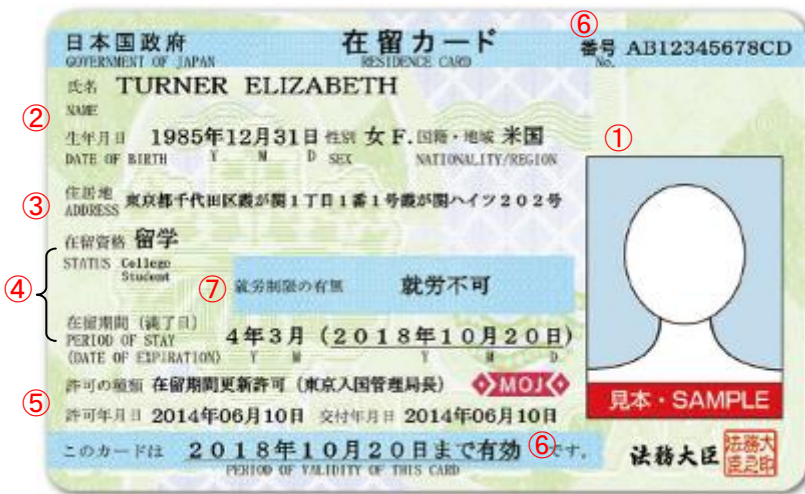 日本国政府 在留カード ⑥ 番号 AB12345678CD
GOVERNMENT OF JAPAN RESIDENCE CARD No.
氏名 TURNER ELIZABETH
NAME
②
生年月日 1985年12月31日 性別 女 F. 国籍・地域 米国
DATE OF BIRTH Y M D SEX NATIONALITY/REGION
①
③ 住居地 東京都千代田区霞が関1丁目1番1号霞が関ハイツ202号
ADDRESS
在留資格 留学
STATUS College
Student
④ ⑦ 就労制限の有無 就労不可
在留期間(満了日) 4年3月(2018年10月20日)
PERIOD OF STAY
(DATE OF EXPIRATION) Y M Y M D
⑤ 許可の種類 在留期間更新許可(東京入国管理局長) MOJ
見本・SAMPLE
許可年月日 2014年06月10日 交付年月日 2014年06月10日
このカードは 2018年10月20日まで有効 ⑥ です。
PERIOD OF VALIDITY OF THIS CARD
法務大臣 法務大臣之印